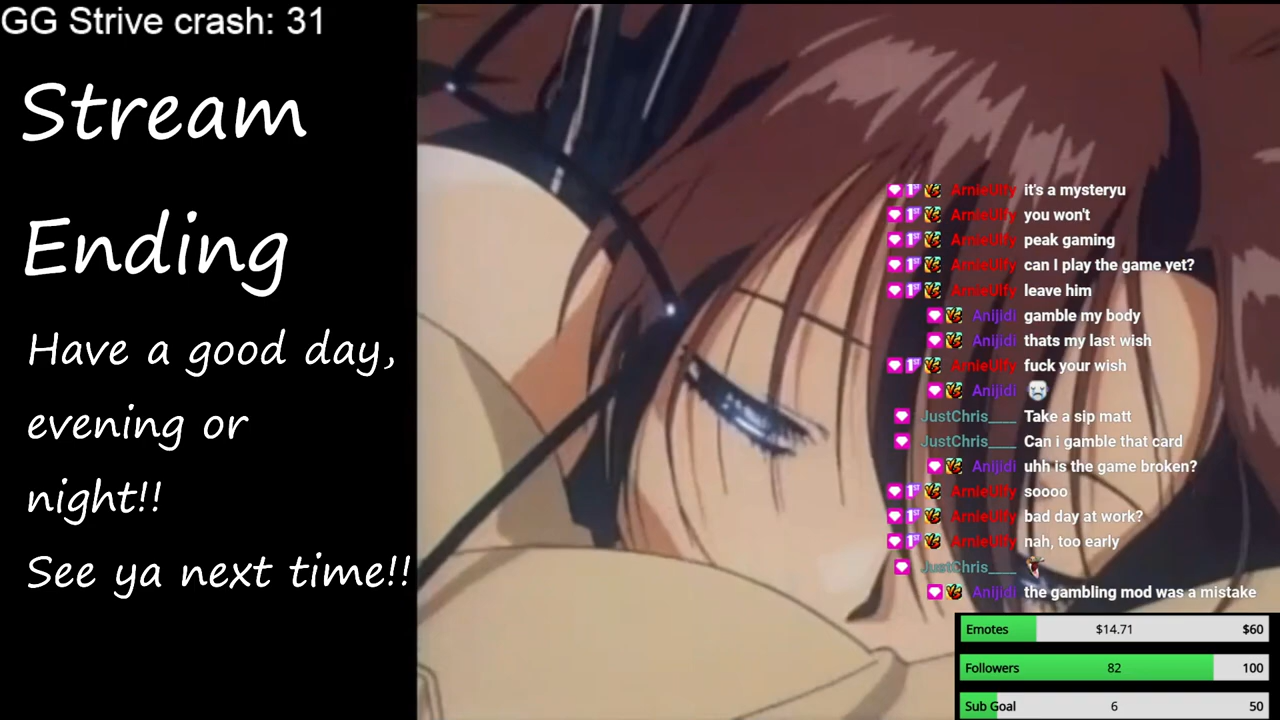 GG Strive crash: 31
Stream
Ending
Have a good day,
evening or
night!!
See ya next time!!
ArnieUlfy it's a mysteryu
ArnieUlfy you won't
ArnieUlfy peak gaming
ArnieUlfy can I play the game yet?
ArnieUlfy leave him
Anijidi gamble my body
Anijidi thats my last wish
ArnieUlfy fuck your wish
Anijidi
JustChris____ Take a sip matt
JustChris____ Can i gamble that card
Anijidi uhh is the game broken?
ArnieUlfy soooo
ArnieUlfy bad day at work?
ArnieUlfy nah, too early
JustChris____
Anijidi the gambling mod was a mistake
Emotes $14.71 $60
Followers 82 100
Sub Goal 6 50